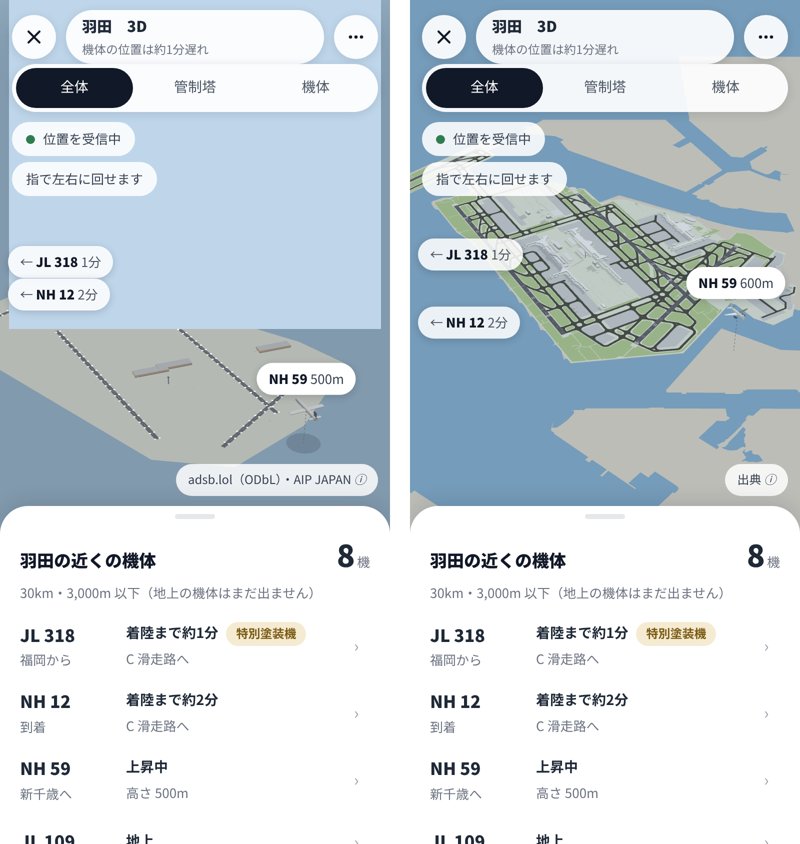 羽田 3D
機体の位置は約1分遅れ
全体 管制塔 機体
位置を受信中
指で左右に回せます
← JL 318 1分
← NH 12 2分
NH 59 500m
adsb.lol（ODbL）・AIP JAPAN ⓘ
羽田の近くの機体
8機
30km・3,000m 以下（地上の機体はまだ出ません）
JL 318 着陸まで約1分 特別塗装機
福岡から C 滑走路へ ›
NH 12 着陸まで約2分
到着 C 滑走路へ ›
NH 59 上昇中
新千歳へ 高さ 500m ›
JL 109 地上
羽田 3D
機体の位置は約1分遅れ
全体 管制塔 機体
位置を受信中
指で左右に回せます
← JL 318 1分
NH 59 600m
← NH 12 2分
出典 ⓘ
羽田の近くの機体
8機
30km・3,000m 以下（地上の機体はまだ出ません）
JL 318 着陸まで約1分 特別塗装機
福岡から C 滑走路へ ›
NH 12 着陸まで約2分
到着 C 滑走路へ ›
NH 59 上昇中
新千歳へ 高さ 500m ›
JL 109 地上